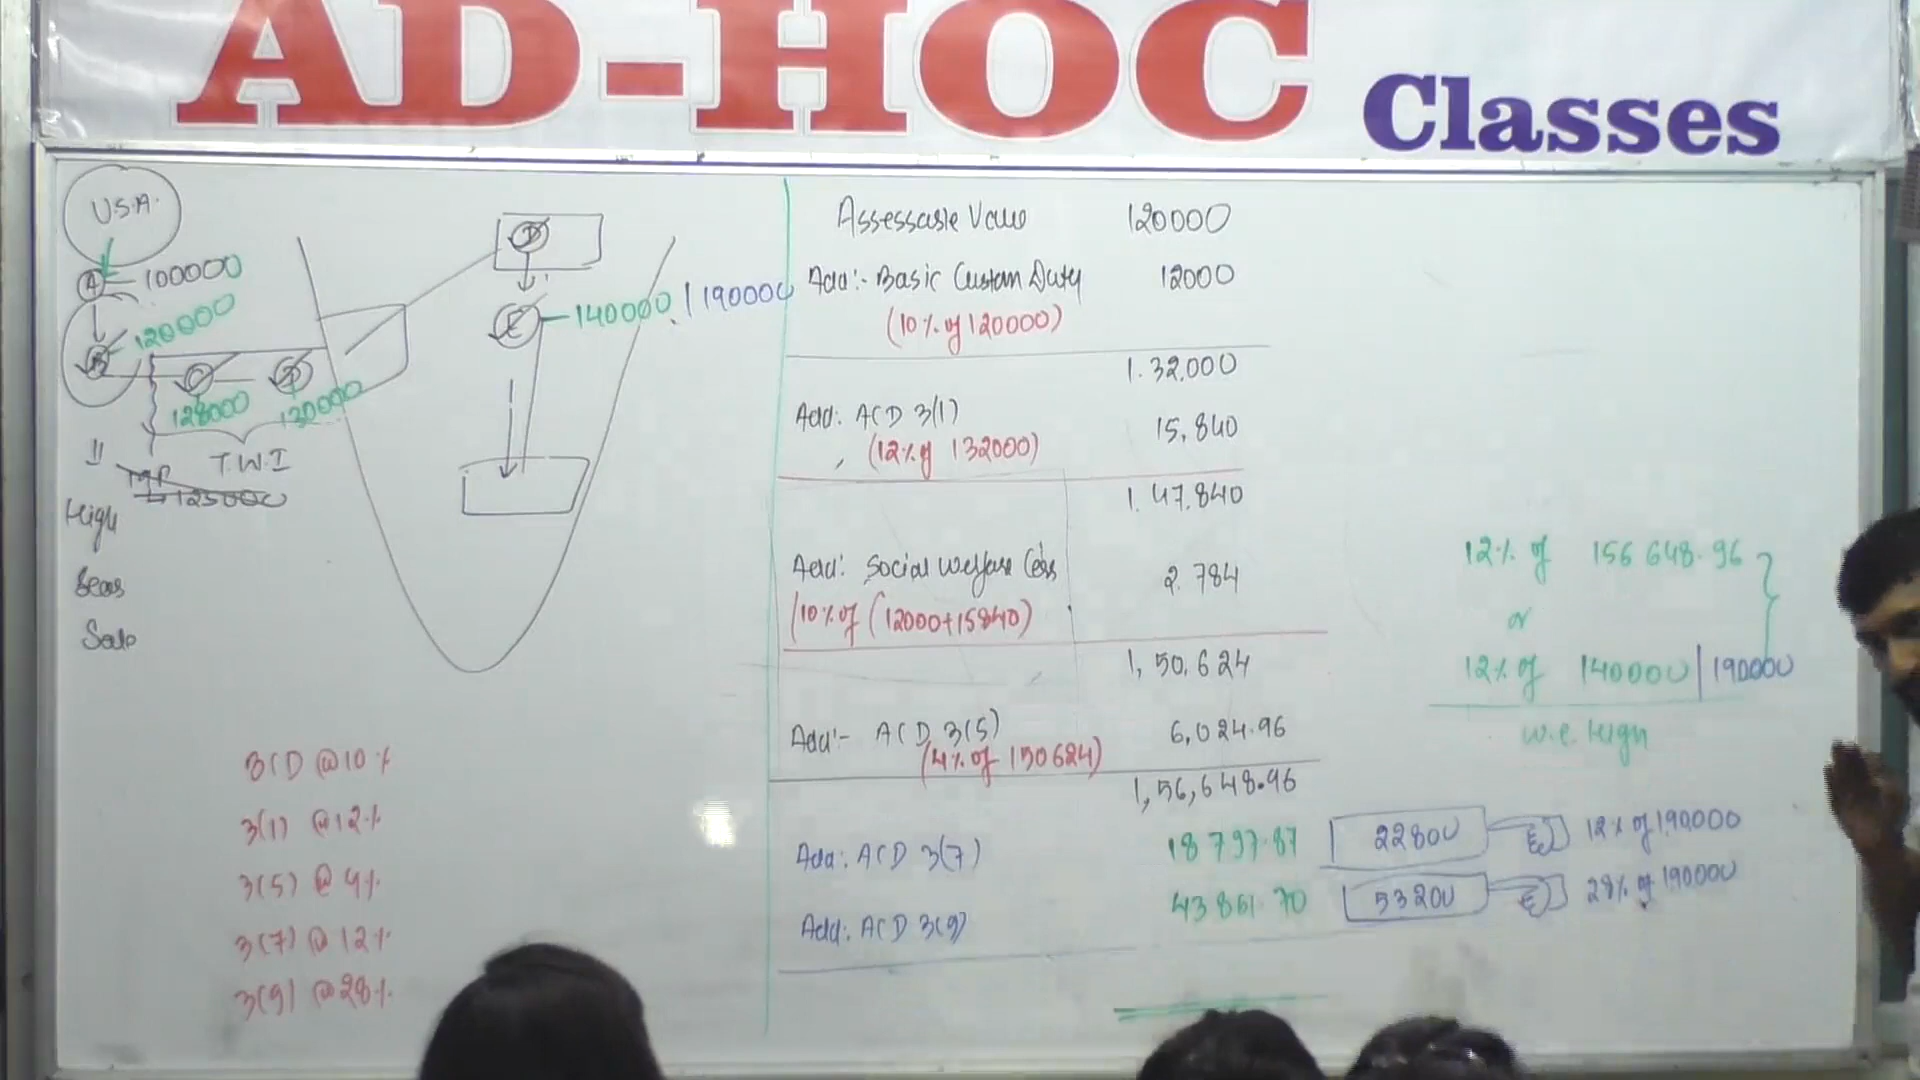 AD-HOC Classes
U.S.A.
A 100000
B 120000
C
128000
D
130000
T.W.I
125000
High
Seas
Sale
D
E 140000 | 190000
BCD @10%
3(1) @12%
3(5) @ 4%
3(7) @ 12%
3(9) @28%
Assessable Value 120000
Add:- Basic Custom Duty 12000
(10% of 120000)
1.32,000
Add: ACD 3(1) 15,840
(12% of 132000)
1.47.840
Add: Social Welfare Cess 2.784
10% of (12000+15840)
1,50,624
Add:- ACD 3(5) 6,024.96
(4% of 150624)
1,56,648.96
Add: ACD 3(7) 18797.87 22800 12% of 190000
Add: ACD 3(9) 43861.70 53200 28% of 190000
12% of 156648.96
or
12% of 140000 | 190000
w.e. High